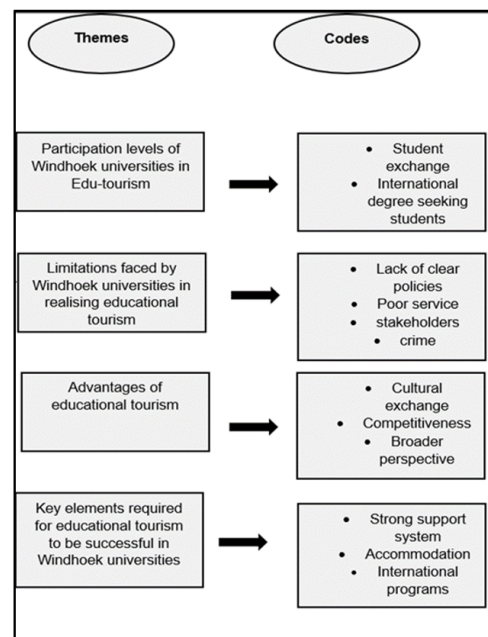 Themes
Codes
Participation levels of
Windhoek universities in
Edu-tourism
• Student
exchange
• International
degree seeking
students
Limitations faced by
Windhoek universities in
realising educational
tourism
• Lack of clear
policies
• Poor service
• stakeholders
• crime
Advantages of
educational tourism
• Cultural
exchange
• Competitiveness
• Broader
perspective
Key elements required
for educational tourism
to be successful in
Windhoek universities
• Strong support
system
• Accommodation
• International
programs